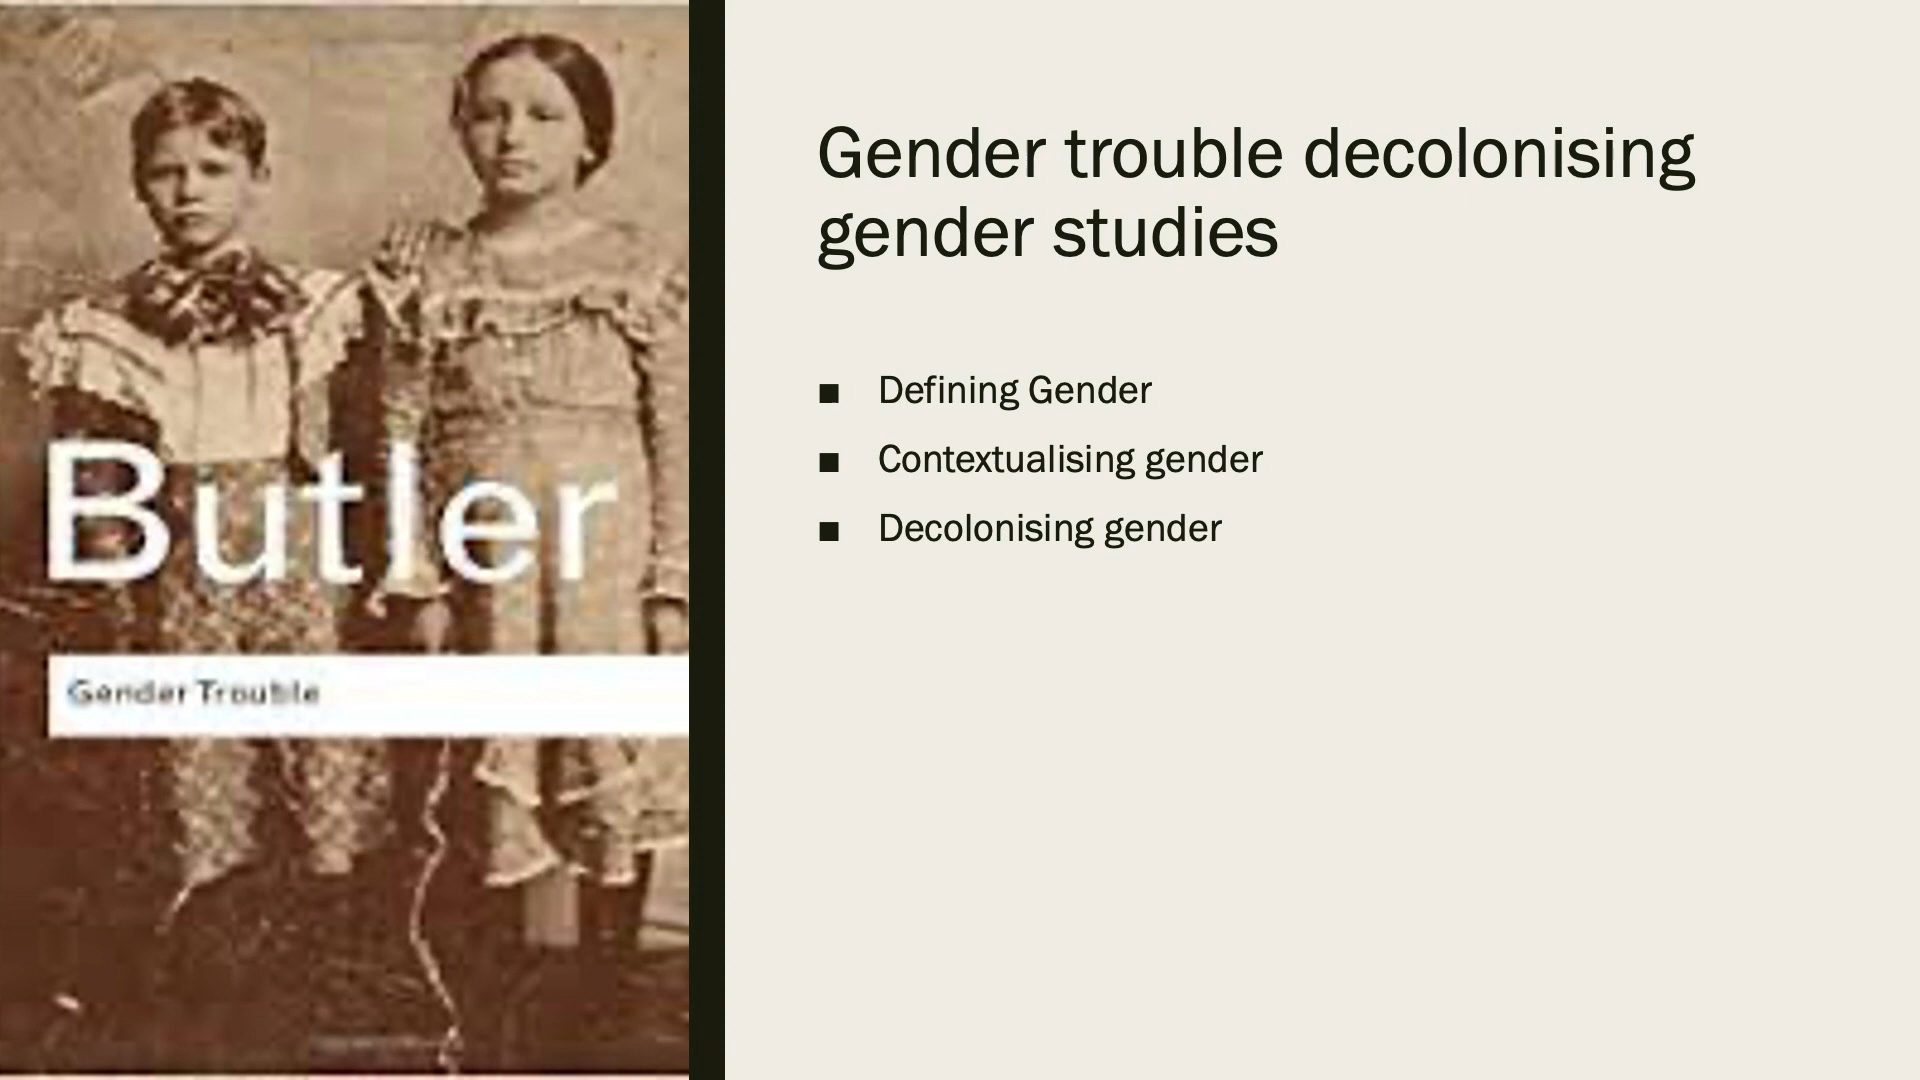 Butler
Gender Trouble
Gender trouble decolonising
gender studies
■ Defining Gender
■ Contextualising gender
■ Decolonising gender